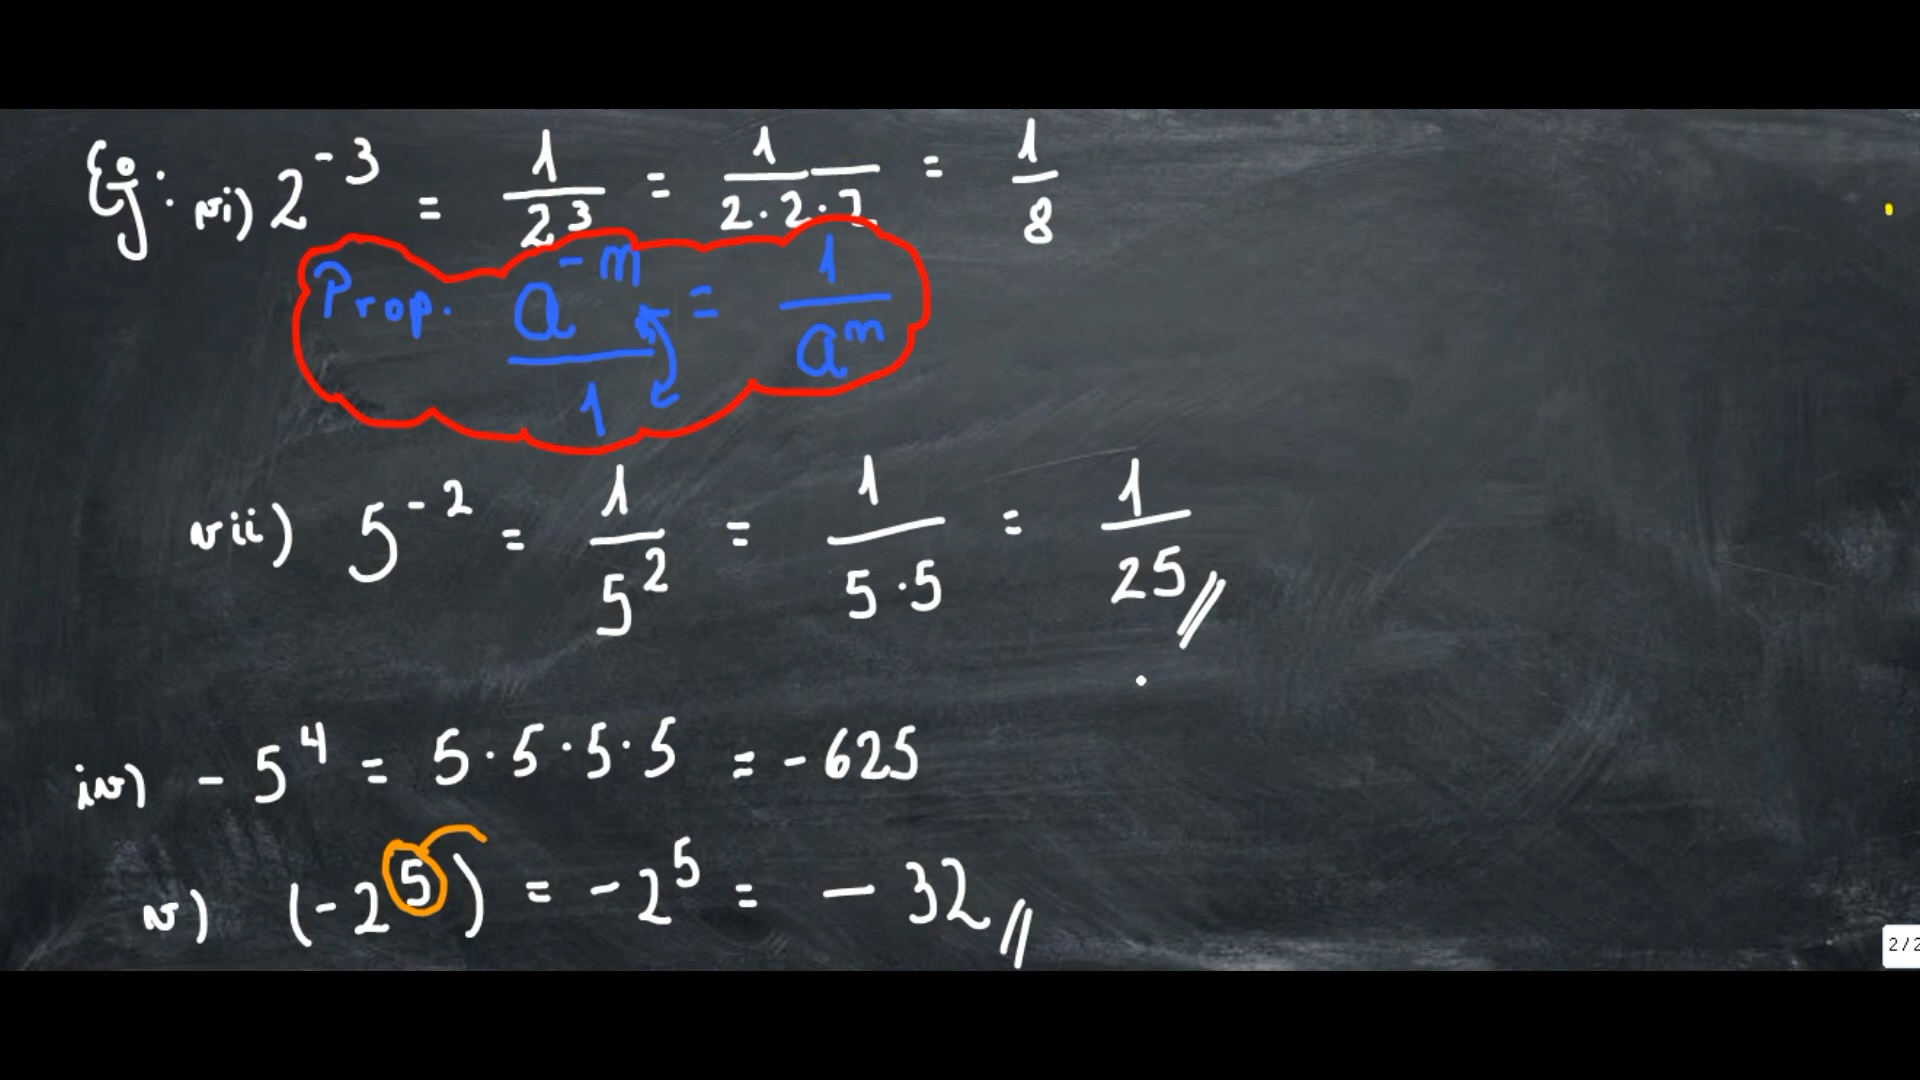 Ej: vi) 2^-3 = 1/2^3 = 1/2·2·2 = 1/8
Prop. a^-m/1 = 1/a^m
vii) 5^-2 = 1/5^2 = 1/5·5 = 1/25
iv) -5^4 = 5·5·5·5 = -625
v) (-2^5) = -2^5 = -32
2/2